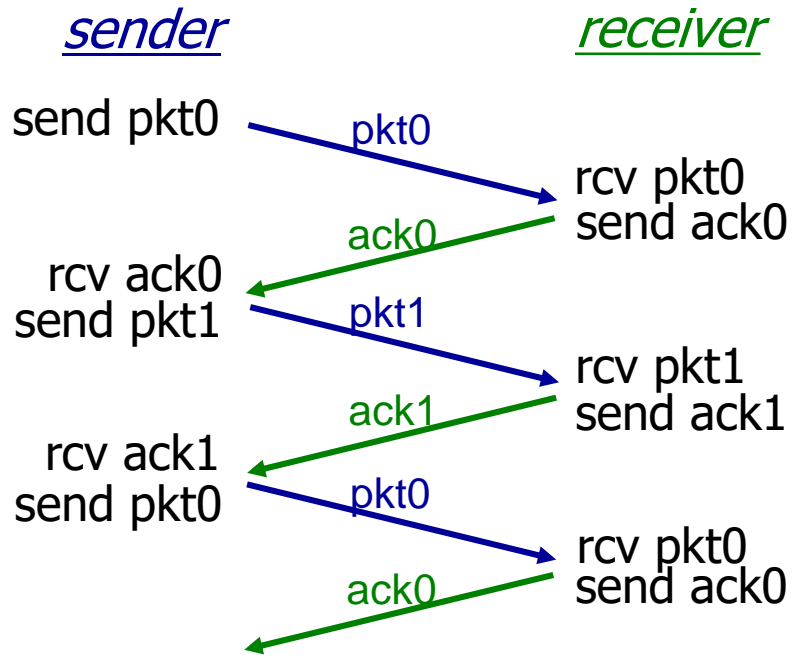 sender
receiver
send pkt0
pkt0
rcv pkt0
send ack0
ack0
rcv ack0
send pkt1
pkt1
rcv pkt1
send ack1
ack1
rcv ack1
send pkt0
pkt0
rcv pkt0
send ack0
ack0